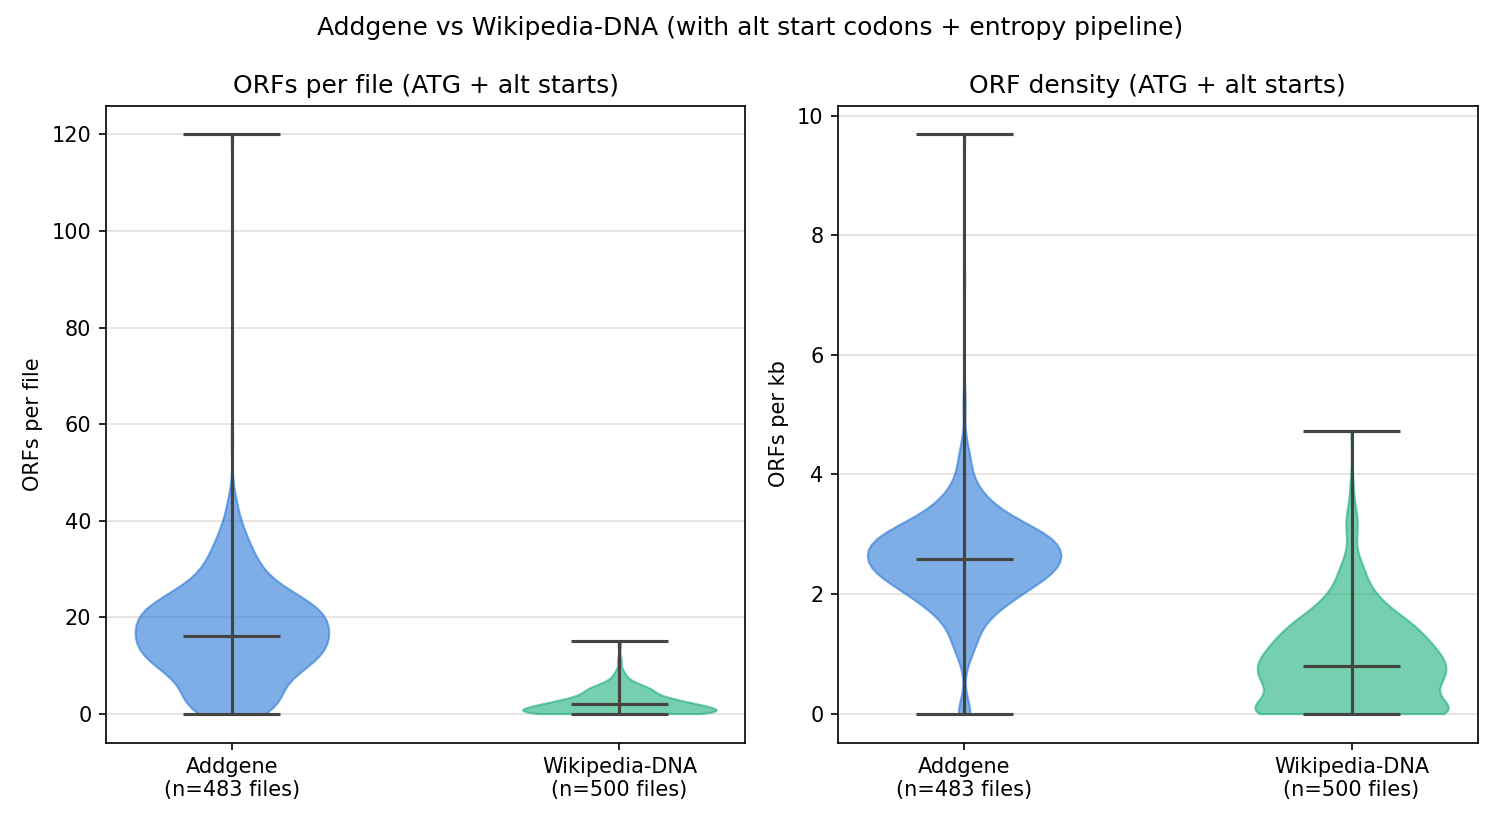 Addgene vs Wikipedia-DNA (with alt start codons + entropy pipeline)
ORFs per file (ATG + alt starts)
ORFs per file
120
100
80
60
40
20
0
Addgene
(n=483 files)
Wikipedia-DNA
(n=500 files)
ORF density (ATG + alt starts)
ORFs per kb
10
8
6
4
2
0
Addgene
(n=483 files)
Wikipedia-DNA
(n=500 files)